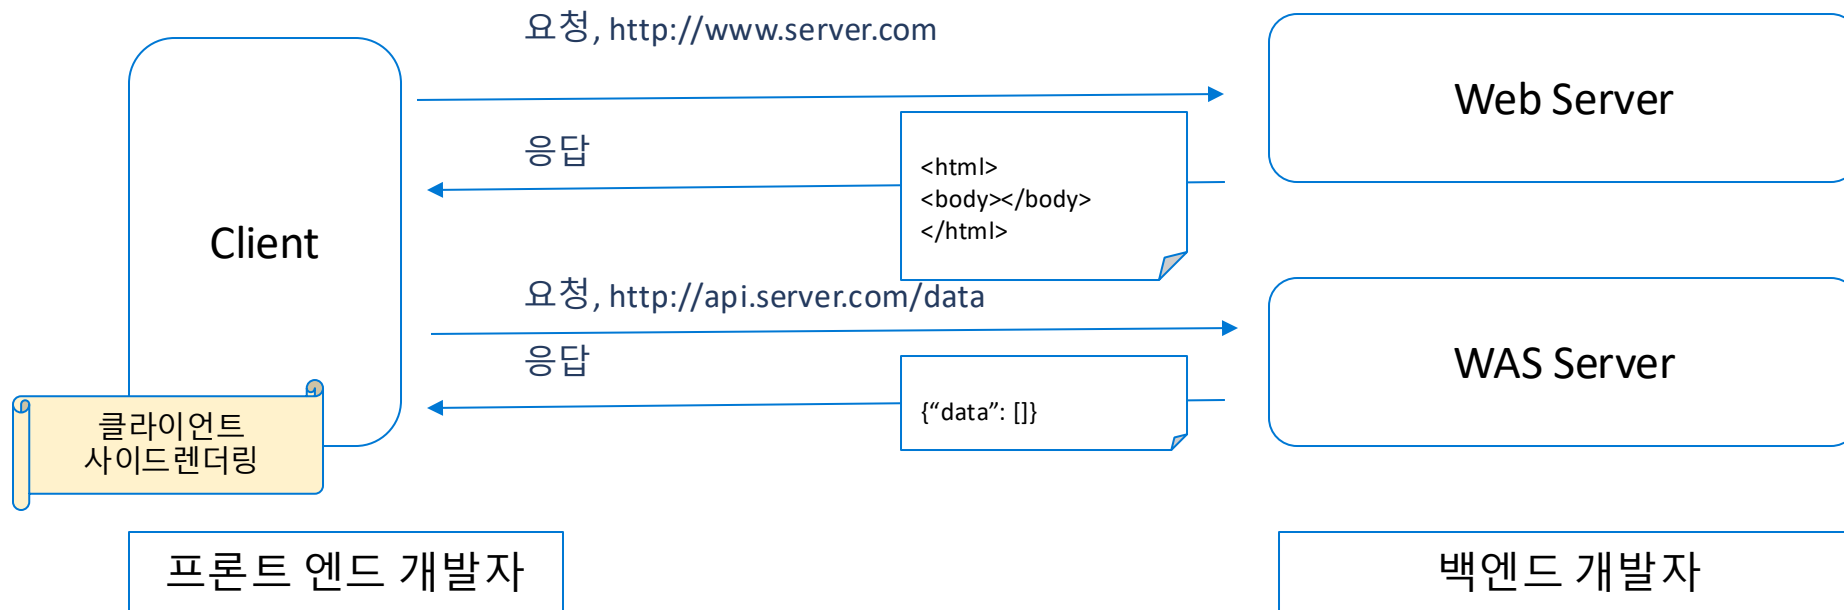 요청, http://www.server.com
Web Server
응답
<html>
<body></body>
</html>
Client
요청, http://api.server.com/data
응답
WAS Server
{“data”: []}
클라이언트
사이드렌더링
프론트 엔드 개발자
백엔드 개발자